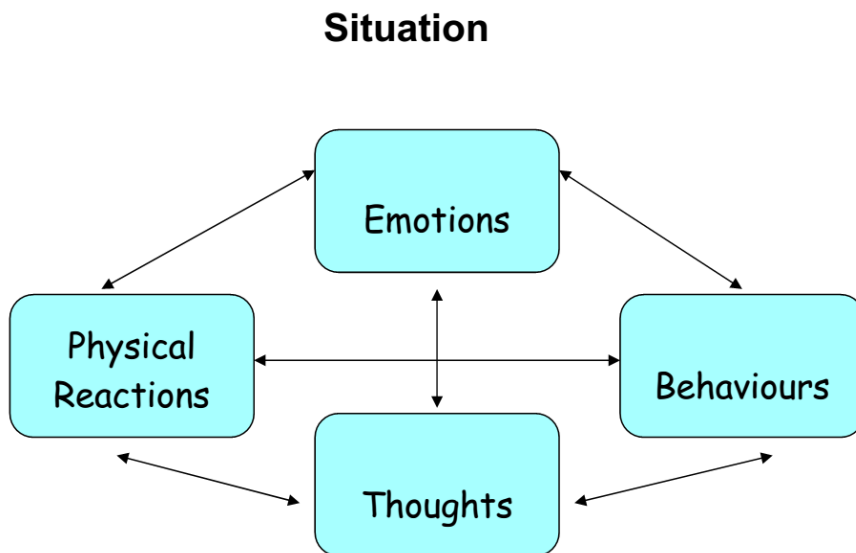 Situation
Emotions
Physical
Reactions
Behaviours
Thoughts